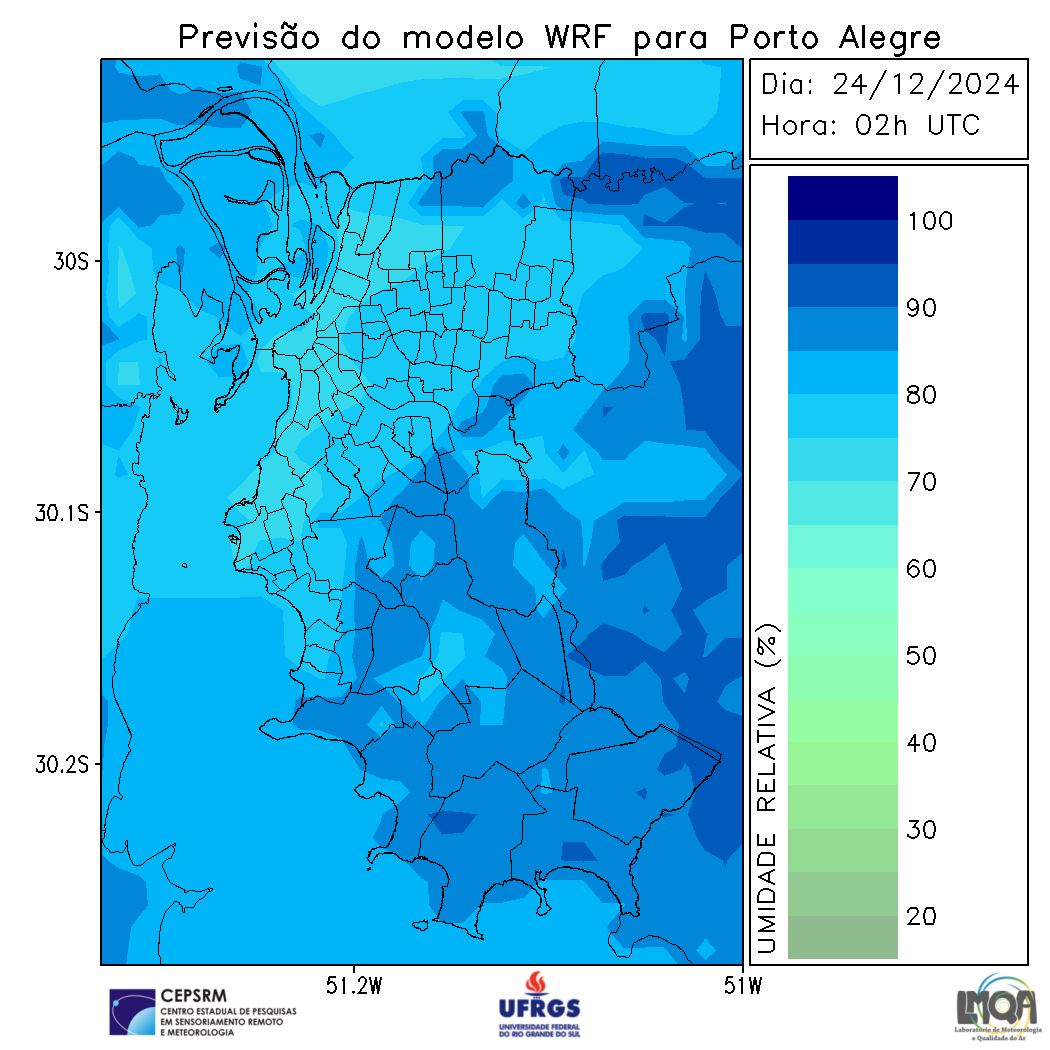 Previsão do modelo WRF para Porto Alegre
Dia: 24/12/2024
Hora: 02h UTC
30S
30.1S
30.2S
51.2W
51W
UMIDADE RELATIVA (%)
100
90
80
70
60
50
40
30
20
CEPSRM
CENTRO ESTADUAL DE PESQUISAS
EM SENSORIAMENTO REMOTO
E METEOROLOGIA
UFRGS
UNIVERSIDADE FEDERAL
DO RIO GRANDE DO SUL
LMQA
Laboratório de Meteorologia
e Qualidade do Ar